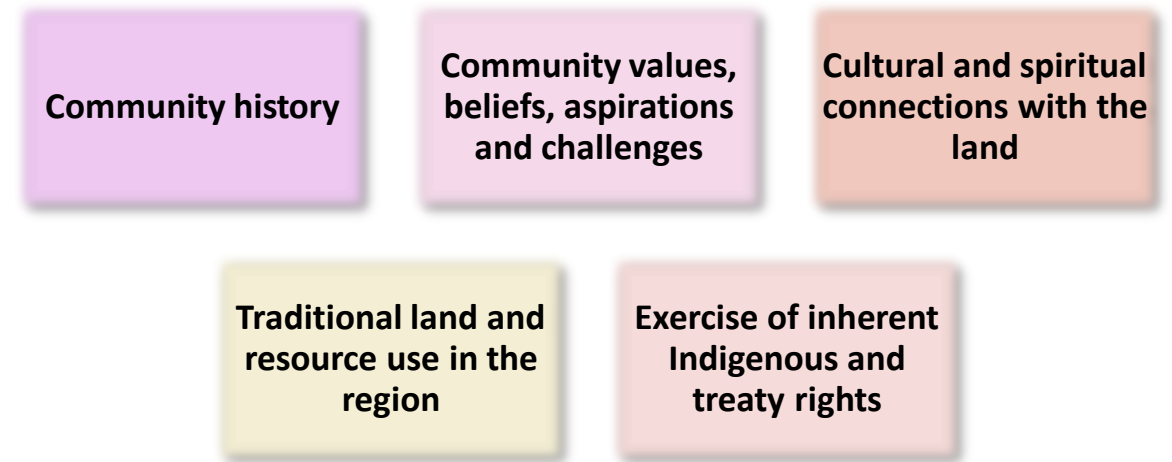 Community history
Community values,
beliefs, aspirations
and challenges
Cultural and spiritual
connections with the
land
Traditional land and
resource use in the
region
Exercise of inherent
Indigenous and
treaty rights